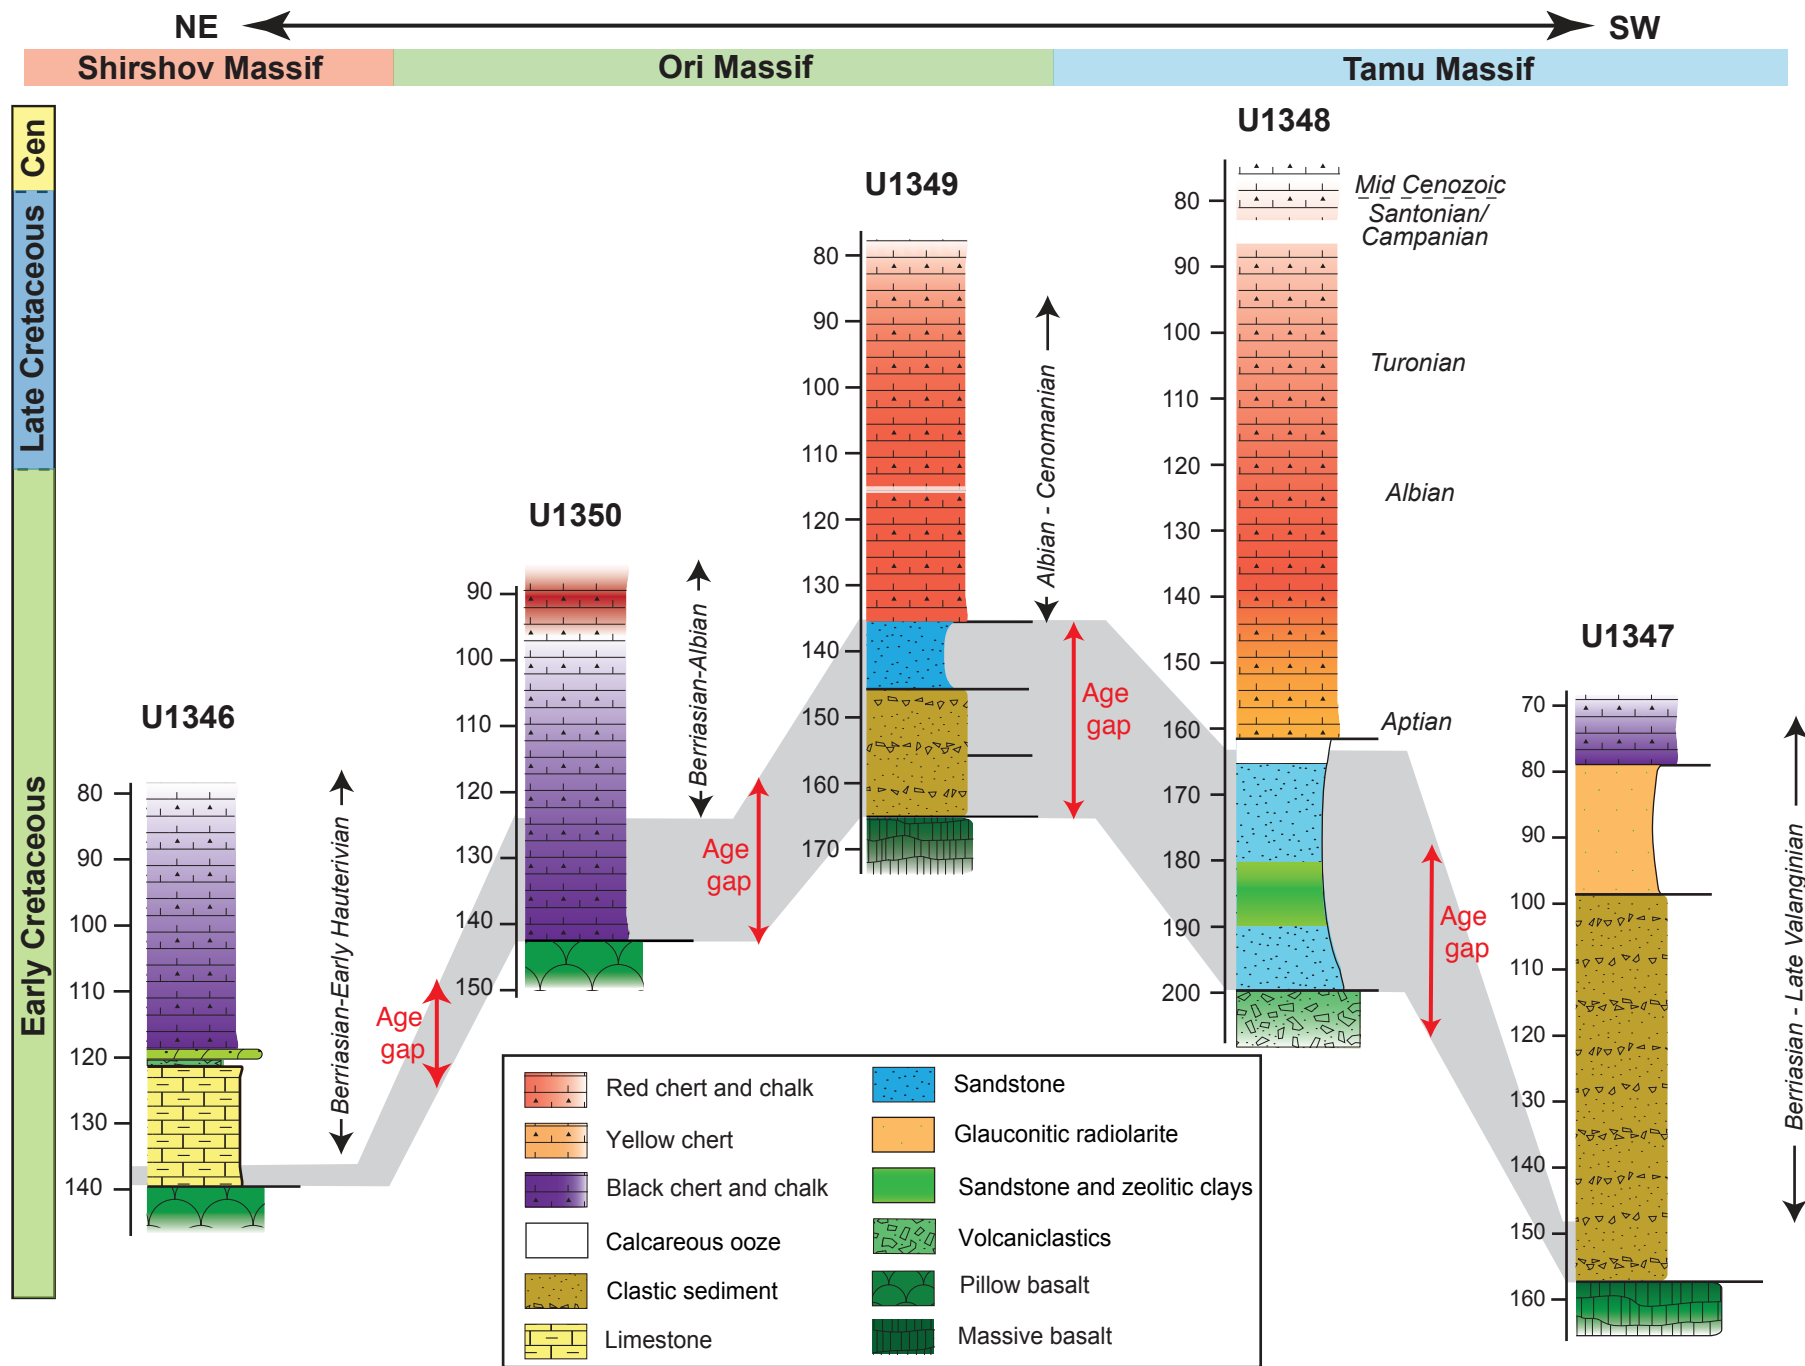 NE
SW
Shirshov Massif
Ori Massif
Tamu Massif
Cen
Late Cretaceous
Early Cretaceous
U1346
80
90
100
110
120
130
140
Berriasian-Early Hauterivian
Age
gap
U1350
90
100
110
120
130
140
150
Berriasian-Albian
Age
gap
U1349
80
90
100
110
120
130
140
150
160
170
Albian - Cenomanian
Age
gap
U1348
80
90
100
110
120
130
140
150
160
170
180
190
200
Mid Cenozoic
Santonian/
Campanian
Turonian
Albian
Aptian
Age
gap
U1347
70
80
90
100
110
120
130
140
150
160
Berriasian - Late Valanginian
Red chert and chalk
Yellow chert
Black chert and chalk
Calcareous ooze
Clastic sediment
Limestone
Sandstone
Glauconitic radiolarite
Sandstone and zeolitic clays
Volcaniclastics
Pillow basalt
Massive basalt